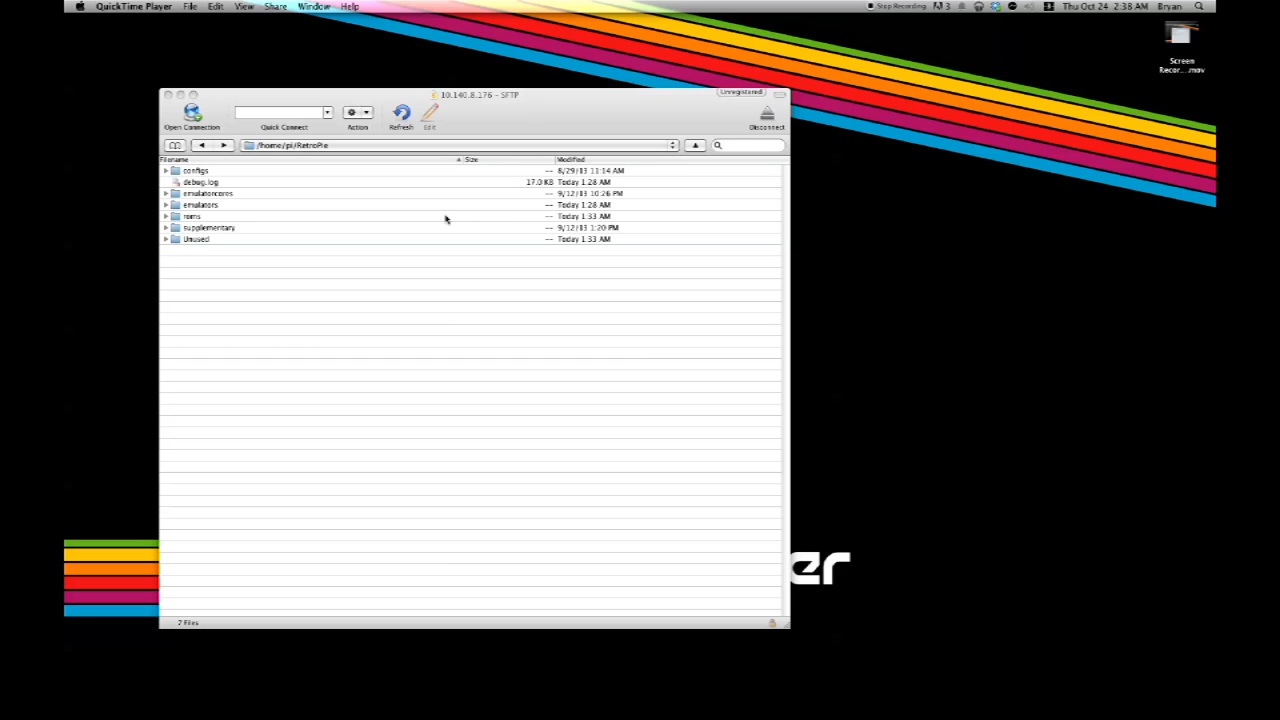 QuickTime Player File Edit View Share Window Help
Stop Recording 3 Thu Oct 24 2:38 AM Bryan
Screen
Recor....mov
10.140.8.176 – SFTP
Unregistered
Open Connection Quick Connect Action Refresh Edit Disconnect
/home/pi/RetroPie
Filename Size Modified
configs -- 8/29/13 11:14 AM
debug.log 17.0 KB Today 1:28 AM
emulatorcores -- 9/12/13 10:26 PM
emulators -- Today 1:28 AM
roms -- Today 1:33 AM
supplementary -- 9/12/13 1:20 PM
Unused -- Today 1:33 AM
er
7 Files